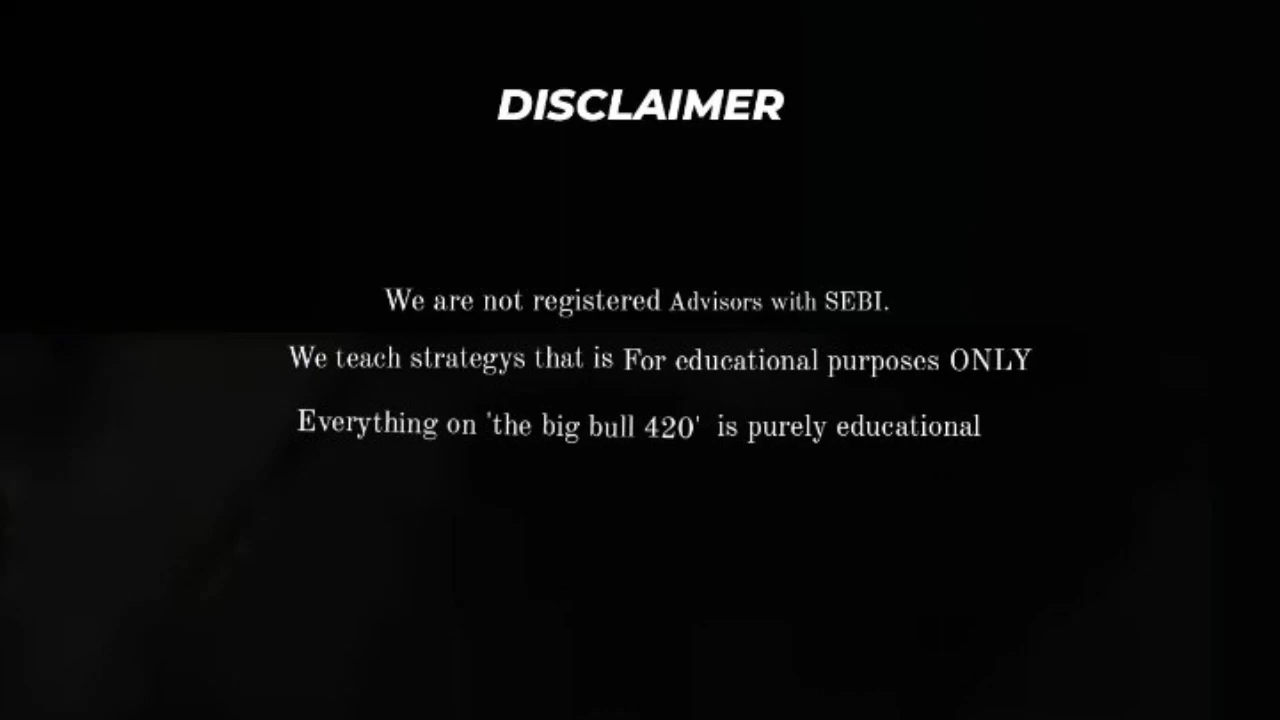 DISCLAIMER
We are not registered Advisors with SEBI.
We teach strategys that is For educational purposes ONLY
Everything on 'the big bull 420' is purely educational